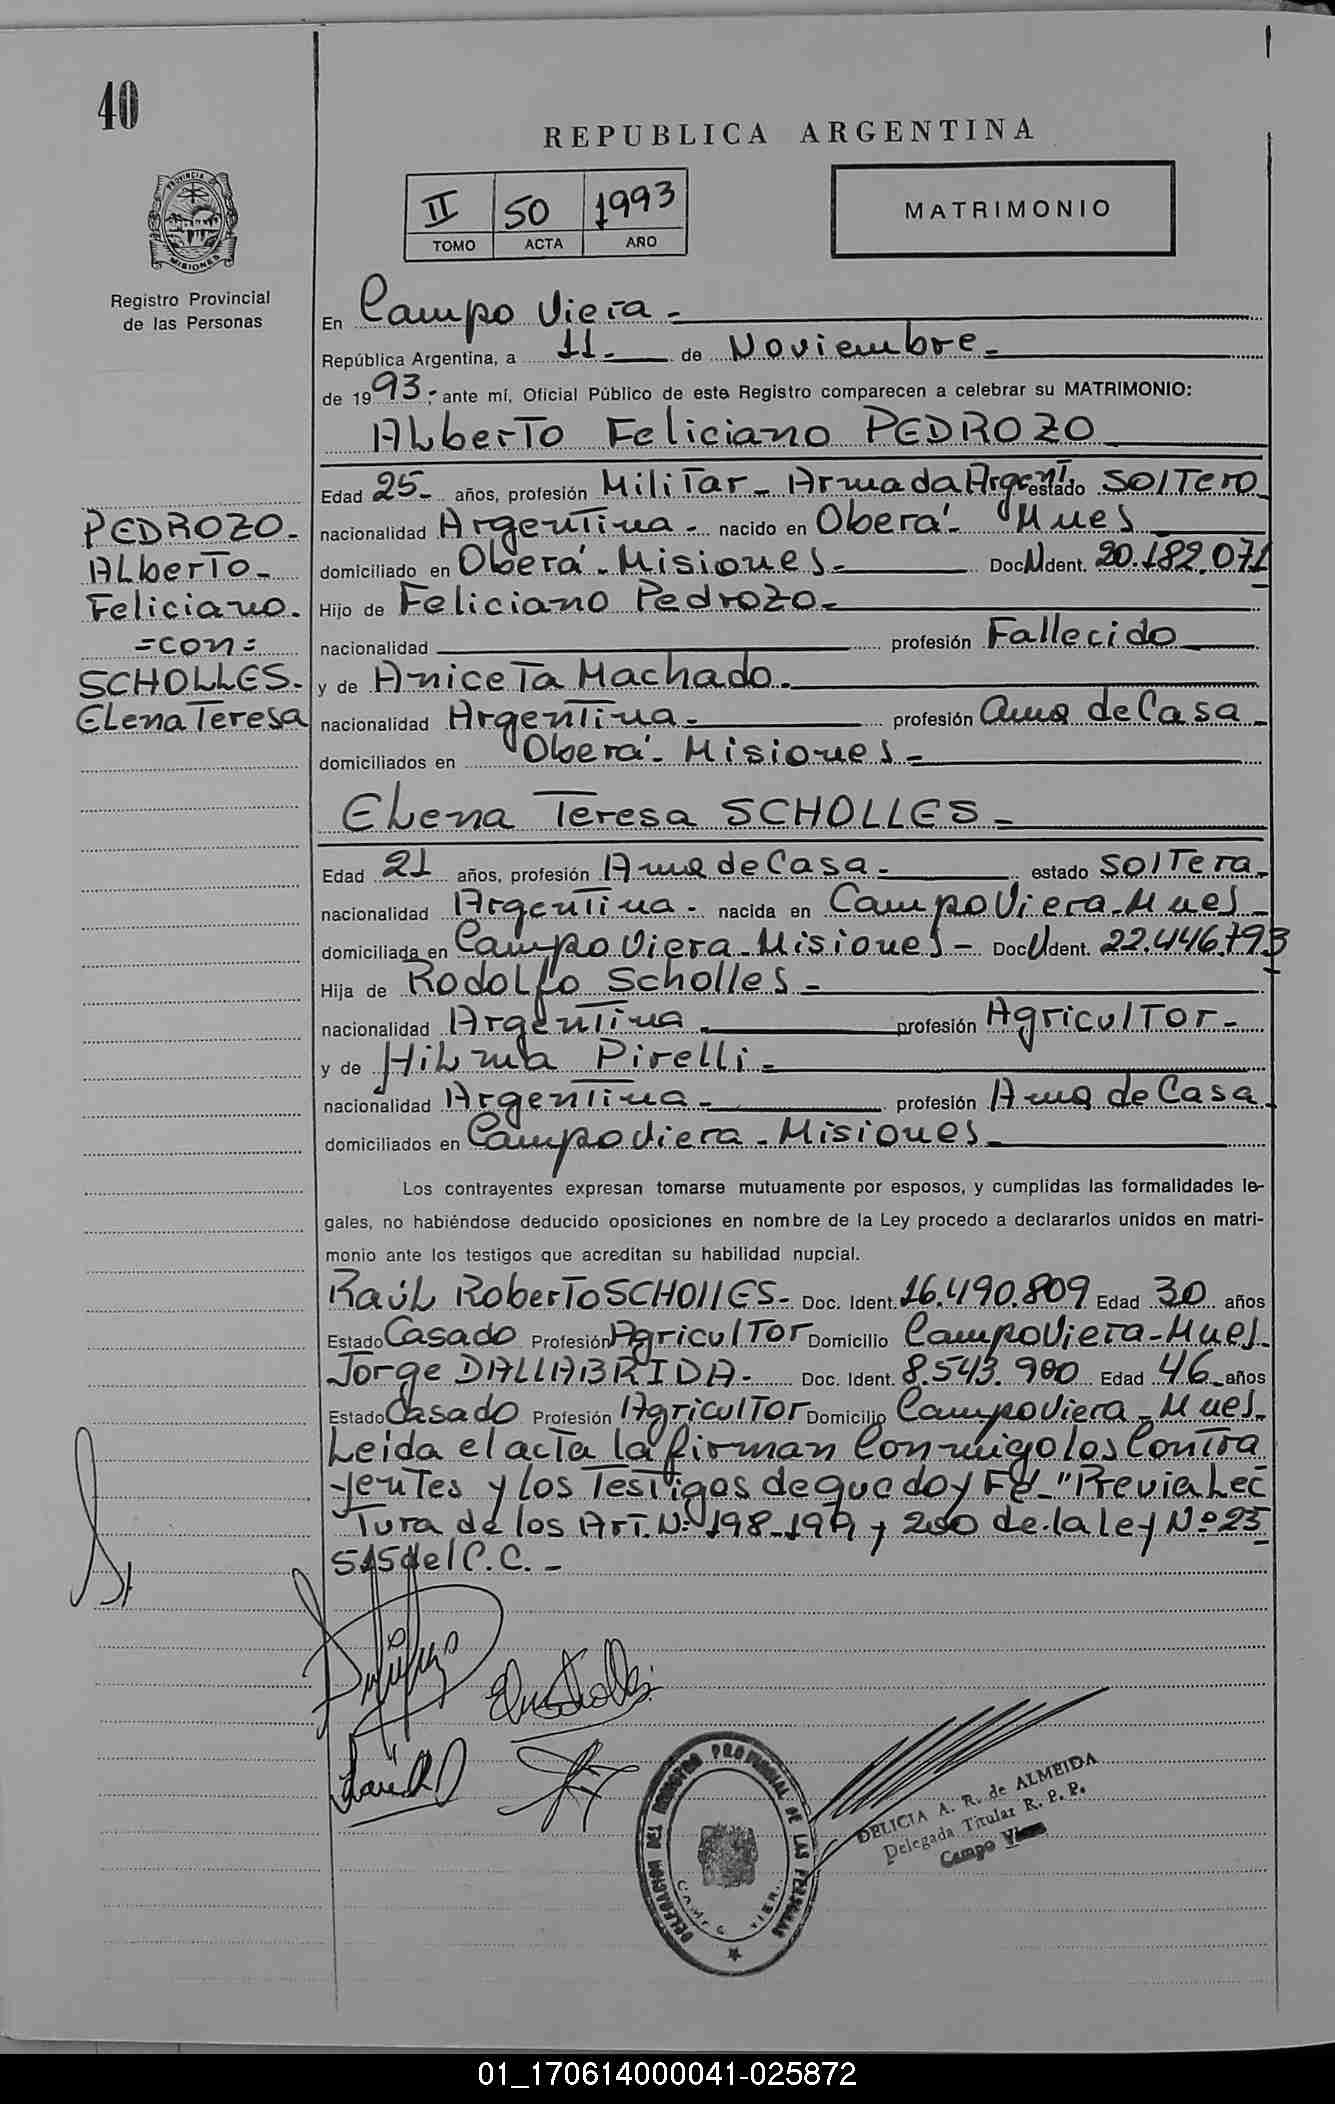 40
REPUBLICA ARGENTINA
II 50 1993
TOMO ACTA AÑO
MATRIMONIO
PROVINCIA
MISIONES
Registro Provincial
de las Personas
En Campo Viera -
República Argentina, a 11- de Noviembre -
de 1993,- ante mí, Oficial Público de este Registro comparecen a celebrar su MATRIMONIO:
ALberTo Feliciano PEDROZO
Edad 25- años, profesión MiliTar - Armada Argent. estado SOlTero
nacionalidad ArgenTina - nacido en Oberá - Mnes
domiciliado en Oberá - Misiones - Doc.N.Ident. 20.182.071
Hijo de Feliciano Pedrozo -
nacionalidad profesión Fallecido
y de AniceTa Machado -
nacionalidad ArgenTina - profesión Ama de Casa -
domiciliados en Oberá - Misiones -
PEDROZO -
ALberTo -
Feliciano.
= con =
SCHOLLES -
ELena Teresa
ELena Teresa SCHOLLES -
Edad 21 años, profesión Ama de Casa - estado SOlTera -
nacionalidad ArgenTina - nacida en Campo Viera - Mnes -
domiciliada en Campo Viera - Misiones - Doc.N.Ident. 22.446.793
Hija de RodoLfo Scholles -
nacionalidad ArgenTina profesión AgriculTor -
y de HiLma Pirelli -
nacionalidad ArgenTina - profesión Ama de Casa
domiciliados en Campo Viera - Misiones -
Los contrayentes expresan tomarse mutuamente por esposos, y cumplidas las formalidades le-
gales, no habiéndose deducido oposiciones en nombre de la Ley procedo a declararlos unidos en matri-
monio ante los testigos que acreditan su habilidad nupcial.
RaúL RoberTo SCHOllES - Doc. Ident. 16.490.809 Edad 30 años
Estado Casado Profesión AgriculTor Domicilio Campo Viera - Mnes
Jorge DALLABRIDA - Doc. Ident. 8.543.900 Edad 46 años
Estado Casado Profesión AgriculTor Domicilio Campo Viera - Mnes -
Leida el acTa la firman Conmigo los ConTra
yenTes y los TesTigos de que doy FE - "Previa Lec
Tura de los ArT. Nº 198-199 y 200 de la ley Nº 23
515 del C.C. -
DELEGACION DEL REGISTRO PROVINCIAL DE LAS PERSONAS
DELICIA A. R. de ALMEIDA
Delegada Titular R. P. P.
Campo Viera
01_170614000041-025872